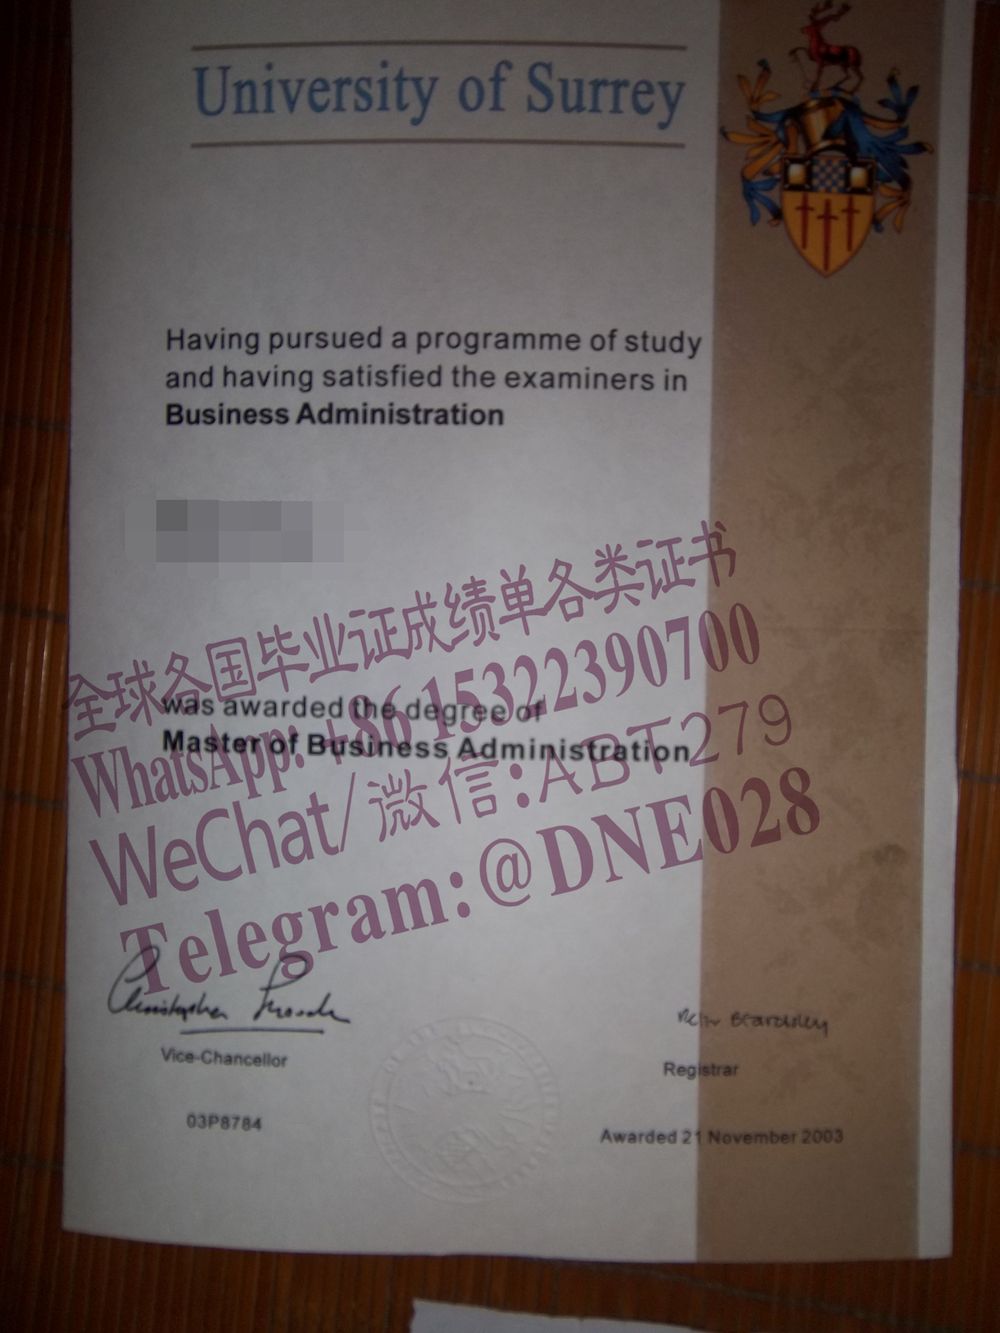 University of Surrey
Having pursued a programme of study
and having satisfied the examiners in
Business Administration
全球各国毕业证成绩单各类证书
was awarded the degree of
WhatsApp: +86 15322390700
Master of Business Administration
WeChat/微信:ABT279
Telegram:@DNE028
Vice-Chancellor
Registrar
03P8784
Awarded 21 November 2003